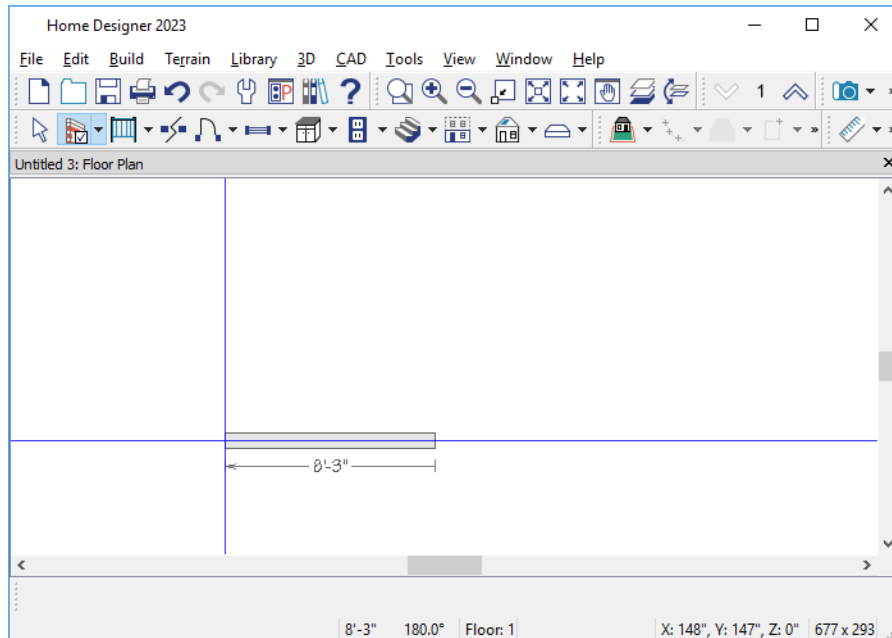 Home Designer 2023
File Edit Build Terrain Library 3D CAD Tools View Window Help
P ? 1 »
»
Untitled 3: Floor Plan
8'-3"
8'-3" 180.0° Floor: 1 X: 148", Y: 147", Z: 0" 677 x 293